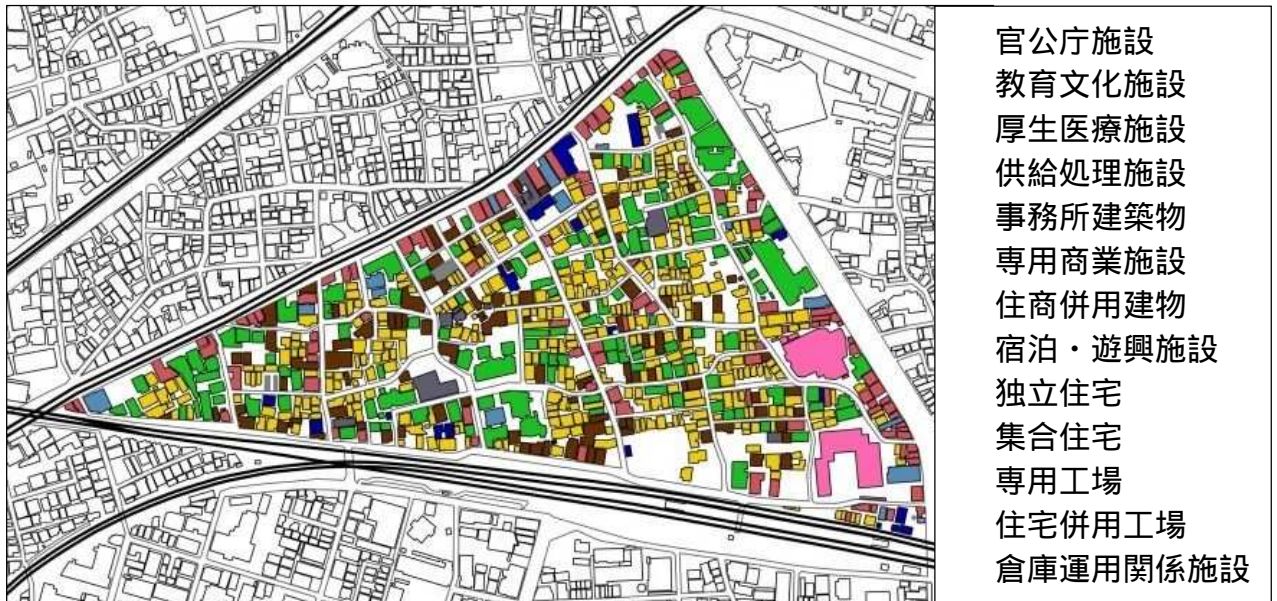 官公庁施設
教育文化施設
厚生医療施設
供給処理施設
事務所建築物
専用商業施設
住商併用建物
宿泊・遊興施設
独立住宅
集合住宅
専用工場
住宅併用工場
倉庫運用関係施設